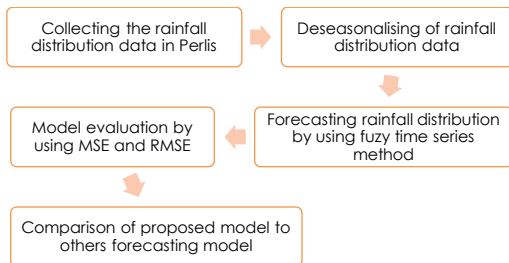 Collecting the rainfall
distribution data in Perlis
Deseasonalising of rainfall
distribution data
Forecasting rainfall distribution
by using fuzy time series
method
Model evaluation by
using MSE and RMSE
Comparison of proposed model to
others forecasting model